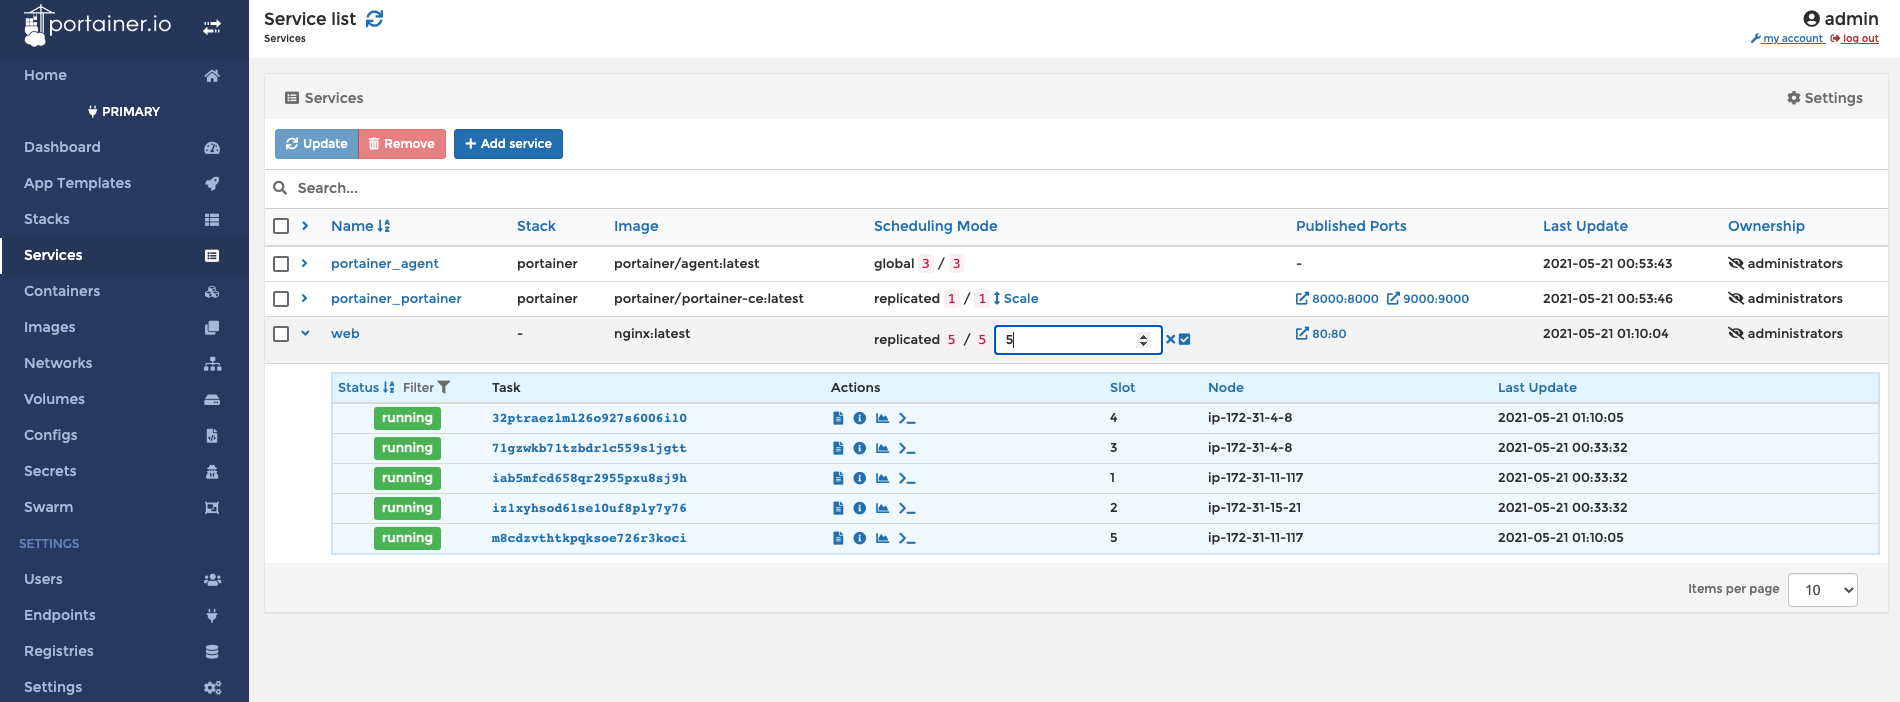 portainer.io
Home
PRIMARY
Dashboard
App Templates
Stacks
Services
Containers
Images
Networks
Volumes
Configs
Secrets
Swarm
SETTINGS
Users
Endpoints
Registries
Settings
Service list
admin
Services
my account log out
Services Settings
Update Remove Add service
Search...
Name Stack Image Scheduling Mode Published Ports Last Update Ownership
portainer_agent portainer portainer/agent:latest global 3 / 3 - 2021-05-21 00:53:43 administrators
portainer_portainer portainer portainer/portainer-ce:latest replicated 1 / 1 Scale 8000:8000 9000:9000 2021-05-21 00:53:46 administrators
web - nginx:latest replicated 5 / 5 5 80:80 2021-05-21 01:10:04 administrators
Status Filter Task Actions Slot Node Last Update
running 32ptraezlml26o927s6006i10 4 ip-172-31-4-8 2021-05-21 01:10:05
running 71gzwkb71tzbdr1c559s1jgtt 3 ip-172-31-4-8 2021-05-21 00:33:32
running iab5mfcd658qr2955pxu8sj9h 1 ip-172-31-11-117 2021-05-21 00:33:32
running iz1xyhsod61se10uf8ply7y76 2 ip-172-31-15-21 2021-05-21 00:33:32
running m8cdzvthtkpqksoe726r3koci 5 ip-172-31-11-117 2021-05-21 01:10:05
Items per page 10